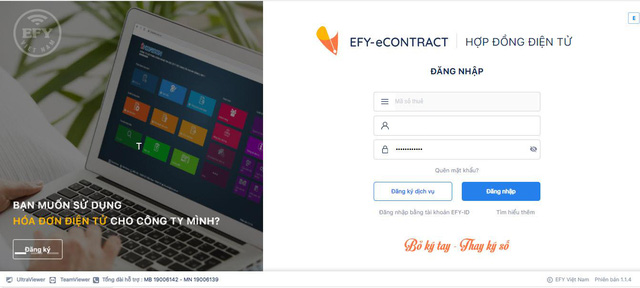 EFY
VIỆT NAM
BẠN MUỐN SỬ DỤNG
HÓA ĐƠN ĐIỆN TỬ CHO CÔNG TY MÌNH?
Đăng ký
E
EFY-eCONTRACT | HỢP ĐỒNG ĐIỆN TỬ
ĐĂNG NHẬP
Mã số thuế
••••••••••••
Quên mật khẩu?
Đăng ký dịch vụ
Đăng nhập
Đăng nhập bằng tài khoản EFY-iD
Tìm hiểu thêm
Bỏ ký tay - Thay ký số
UltraViewer TeamViewer Tổng đài hỗ trợ : MB 19006142 - MN 19006139
© EFY Việt Nam Phiên bản 1.1.4